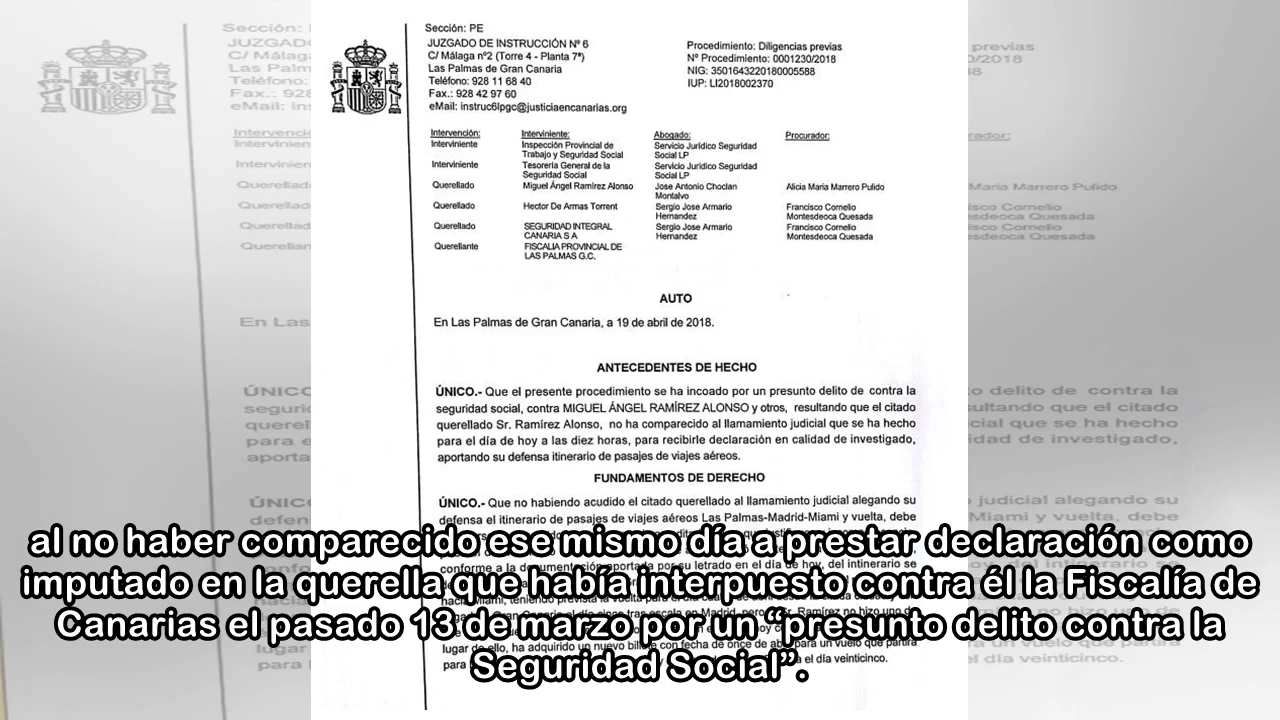 Sección: PE
JUZGADO DE INSTRUCCIÓN Nº 6
C/ Málaga nº2 (Torre 4 - Planta 7ª)
Las Palmas de Gran Canaria
Teléfono: 928 11 68 40
Fax.: 928 42 97 60
eMail: instruc6lpgc@justiciaencanarias.org
Procedimiento: Diligencias previas
Nº Procedimiento: 0001230/2018
NIG: 3501643220180005588
IUP: LI2018002370
Intervención: Interviniente: Abogado: Procurador:
Interviniente Inspección Provincial de Servicio Jurídico Seguridad
Trabajo y Seguridad Social Social LP
Interviniente Tesorería General de la Servicio Jurídico Seguridad
Seguridad Social Social LP
Querellado Miguel Ángel Ramírez Alonso Jose Antonio Choclan Alicia Maria Marrero Pulido
Montalvo
Querellado Hector De Armas Torrent Sergio Jose Armario Francisco Cornelio
Hernandez Montesdeoca Quesada
Querellado SEGURIDAD INTEGRAL Sergio Jose Armario Francisco Cornelio
CANARIA S A Hernandez Montesdeoca Quesada
Querellante FISCALIA PROVINCIAL DE
LAS PALMAS G.C.
AUTO
En Las Palmas de Gran Canaria, a 19 de abril de 2018.
ANTECEDENTES DE HECHO
ÚNICO.- Que el presente procedimiento se ha incoado por un presunto delito de contra la
seguridad social, contra MIGUEL ÁNGEL RAMÍREZ ALONSO y otros, resultando que el citado
querellado Sr. Ramírez Alonso, no ha comparecido al llamamiento judicial que se ha hecho
para el día de hoy a las diez horas, para recibirle declaración en calidad de investigado,
aportando su defensa itinerario de pasajes de viajes aéreos.
FUNDAMENTOS DE DERECHO
ÚNICO.- Que no habiendo acudido el citado querellado al llamamiento judicial alegando su
defensa el itinerario de pasajes de viajes aéreos Las Palmas-Madrid-Miami y vuelta, debe
al no haber comparecido ese mismo día a prestar declaración como
imputado en la querella que había interpuesto contra él la Fiscalía de
Canarias el pasado 13 de marzo por un “presunto delito contra la
Seguridad Social”.